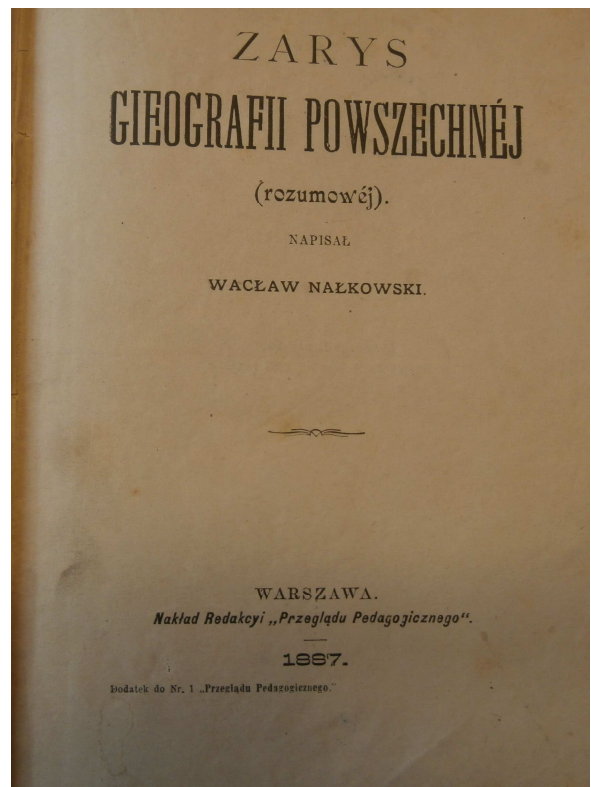 ZARYS
GIEOGRAFII POWSZECHNÉJ
(rozumowéj).
NAPISAŁ
WACŁAW NAŁKOWSKI.
WARSZAWA.
Nakład Redakcyi „Przeglądu Pedagogicznego“.
1887.
Dodatek do Nr. 1 „Przeglądu Pedagogicznego.“